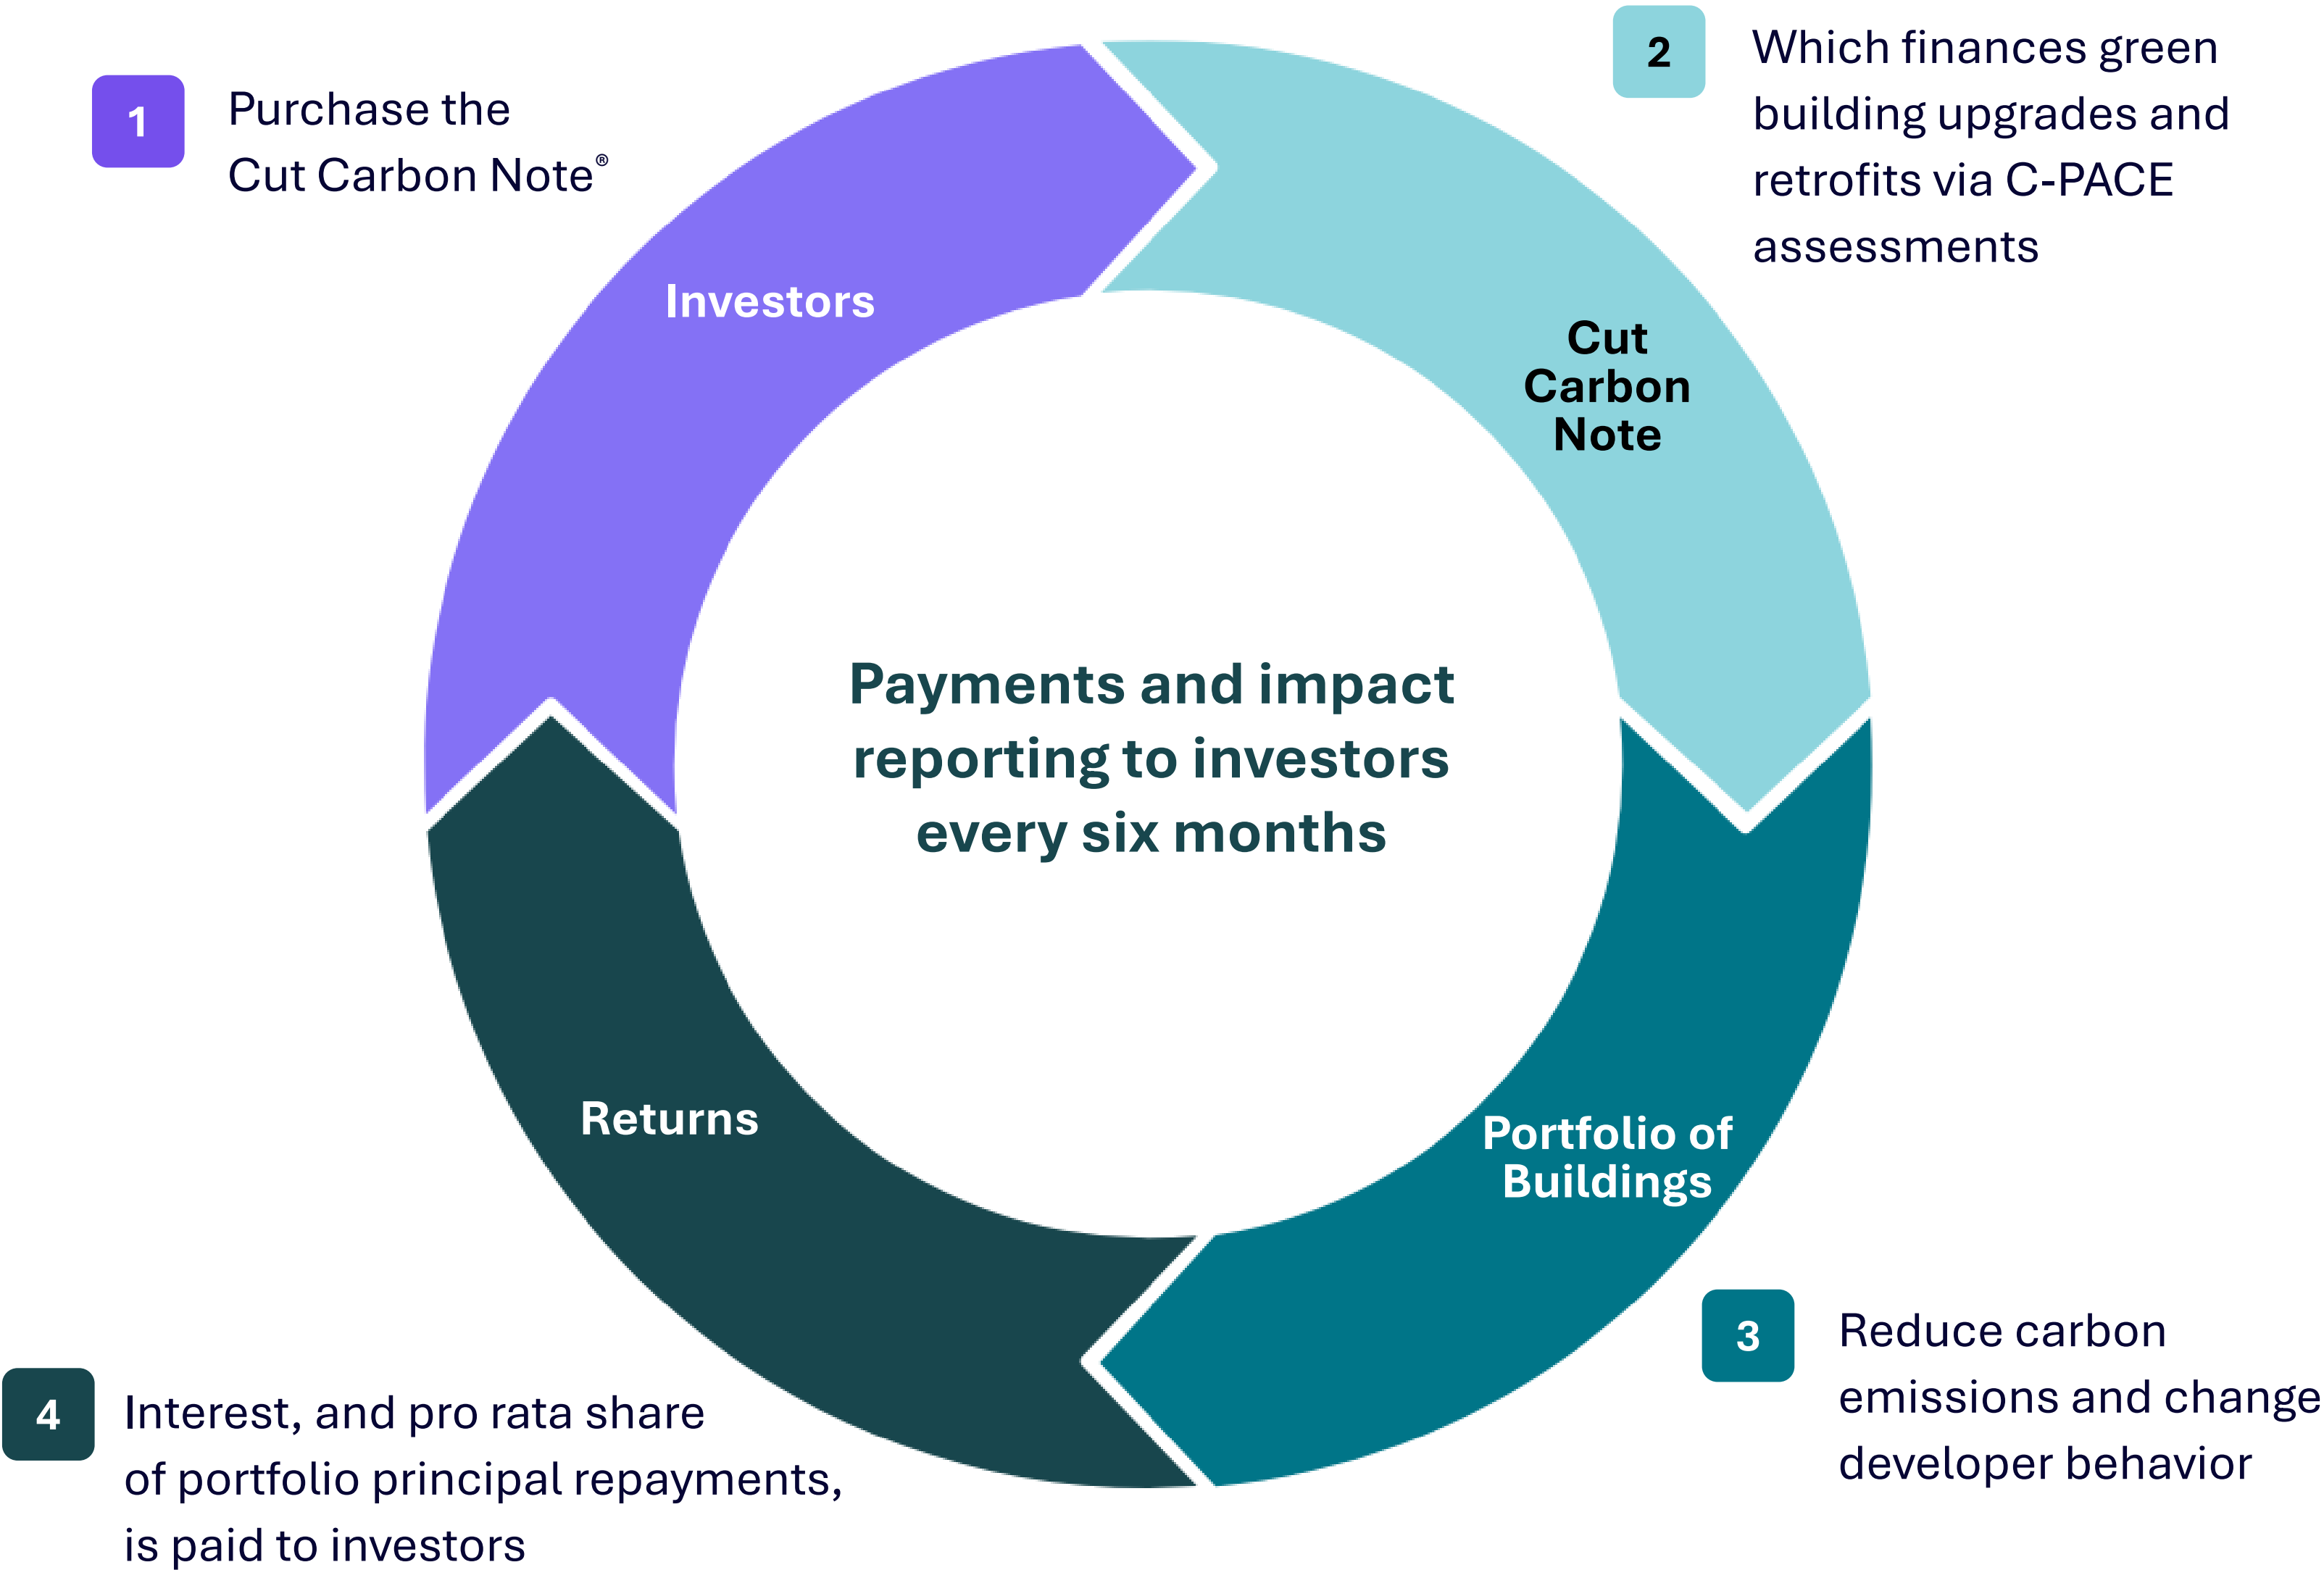 1
Purchase the
Cut Carbon Note®
2
Which finances green
building upgrades and
retrofits via C-PACE
assessments
Investors
Cut
Carbon
Note
Payments and impact
reporting to investors
every six months
Returns
Portfolio of
Buildings
3
Reduce carbon
emissions and change
developer behavior
4
Interest, and pro rata share
of portfolio principal repayments,
is paid to investors